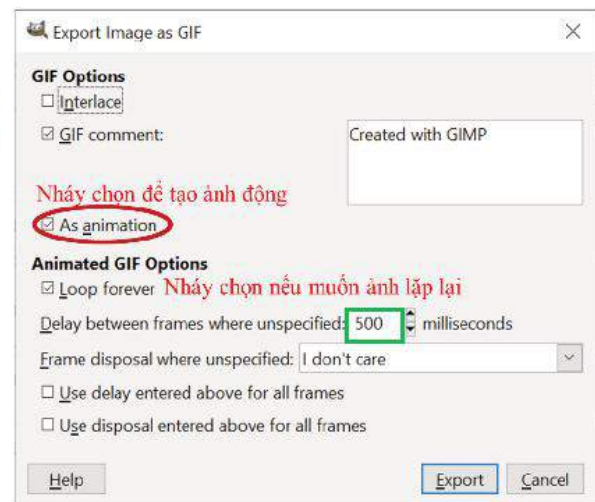 Export Image as GIF
GIF Options
Interlace
GIF comment:
Created with GIMP
Nháy chọn để tạo ảnh động
As animation
Animated GIF Options
Loop forever Nháy chọn nếu muốn ảnh lặp lại
Delay between frames where unspecified: 500 milliseconds
Frame disposal where unspecified: I don't care
Use delay entered above for all frames
Use disposal entered above for all frames
Help Export Cancel